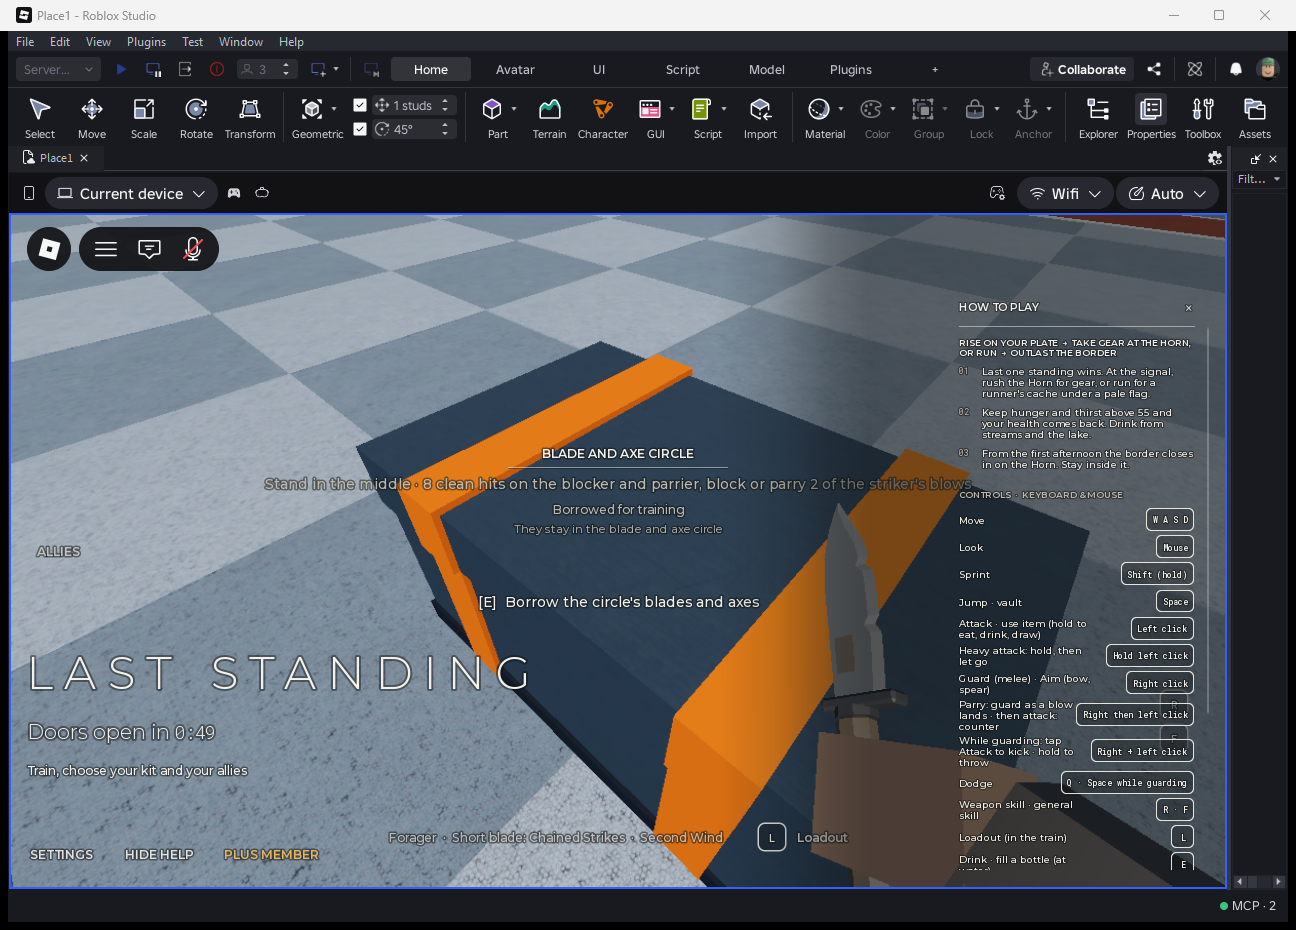 Place1 - Roblox Studio
File Edit View Plugins Test Window Help
Server... 3 Home Avatar UI Script Model Plugins + Collaborate
1 studs
45°
Select Move Scale Rotate Transform Geometric Part Terrain Character GUI Script Import Material Color Group Lock Anchor Explorer Properties Toolbox Assets
Place1
Filt...
Current device Wifi Auto
HOW TO PLAY ×
RISE ON YOUR PLATE → TAKE GEAR AT THE HORN,
OR RUN → OUTLAST THE BORDER
01 Last one standing wins. At the signal,
rush the Horn for gear, or run for a
runner's cache under a pale flag.
02 Keep hunger and thirst above 55 and
your health comes back. Drink from
streams and the lake.
03 From the first afternoon the border closes
in on the Horn. Stay inside it.
CONTROLS · KEYBOARD & MOUSE
Move W A S D
Look Mouse
Sprint Shift (hold)
Jump · vault Space
Attack · use item (hold to
eat, drink, draw) Left click
Heavy attack: hold, then
let go Hold left click
Guard (melee) · Aim (bow,
spear) Right click
Parry: guard as a blow
lands · then attack:
counter Right then left click
While guarding: tap
Attack to kick · hold to
throw Right + left click
Dodge Q · Space while guarding
Weapon skill · general
skill R · F
Loadout (in the train) L
Drink · fill a bottle (at
water) E
BLADE AND AXE CIRCLE
Stand in the middle · 8 clean hits on the blocker and parrier, block or parry 2 of the striker's blows
Borrowed for training
They stay in the blade and axe circle
[E] Borrow the circle's blades and axes
ALLIES
LAST STANDING
Doors open in 0:49
Train, choose your kit and your allies
Forager · Short blade: Chained Strikes · Second Wind L Loadout
SETTINGS HIDE HELP PLUS MEMBER
R
F
MCP · 2